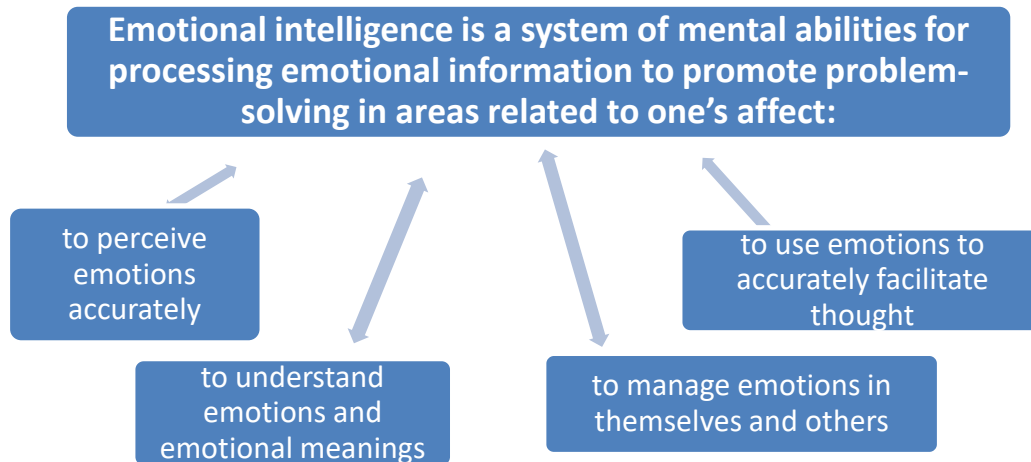 Emotional intelligence is a system of mental abilities for
processing emotional information to promote problem-
solving in areas related to one’s affect:
to perceive
emotions
accurately
to use emotions to
accurately facilitate
thought
to understand
emotions and
emotional meanings
to manage emotions in
themselves and others